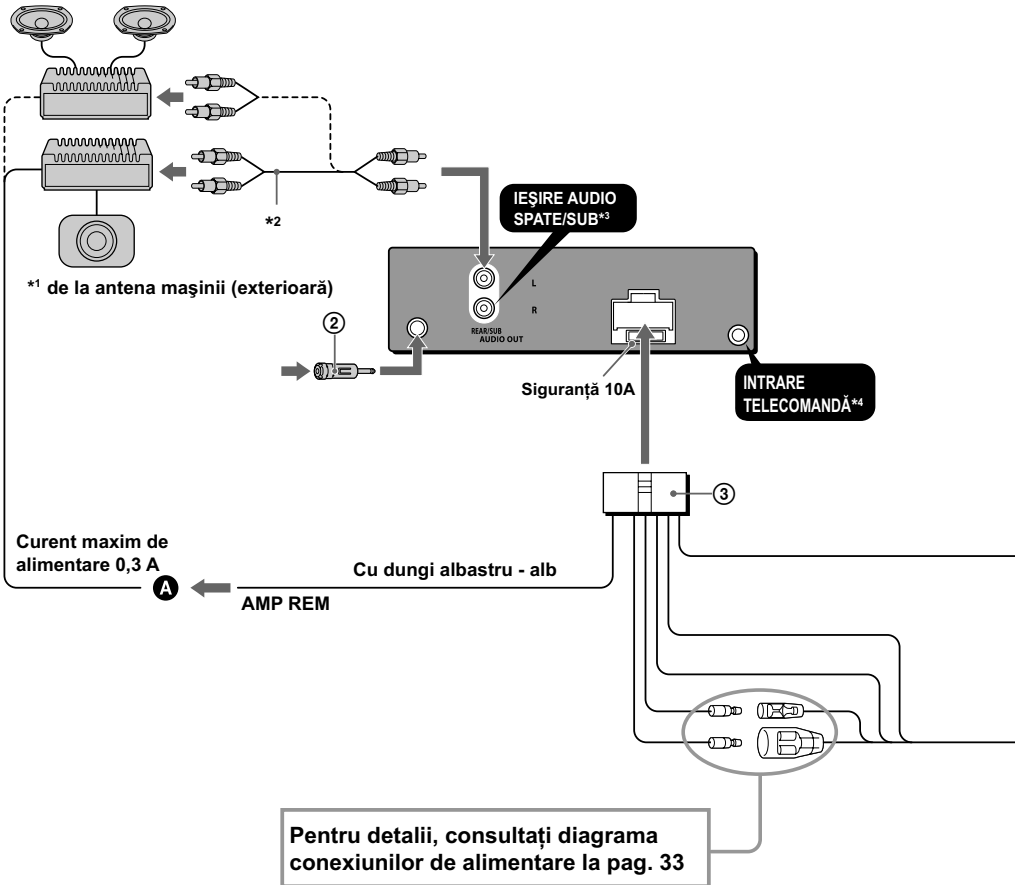 *2
IEŞIRE AUDIO
SPATE/SUB*3
*1 de la antena maşinii (exterioară)
L
R
REAR/SUB
AUDIO OUT
2
Siguranță 10A
INTRARE
TELECOMANDĂ*4
3
Curent maxim de
alimentare 0,3 A
A
Cu dungi albastru - alb
AMP REM
Pentru detalii, consultați diagrama
conexiunilor de alimentare la pag. 33